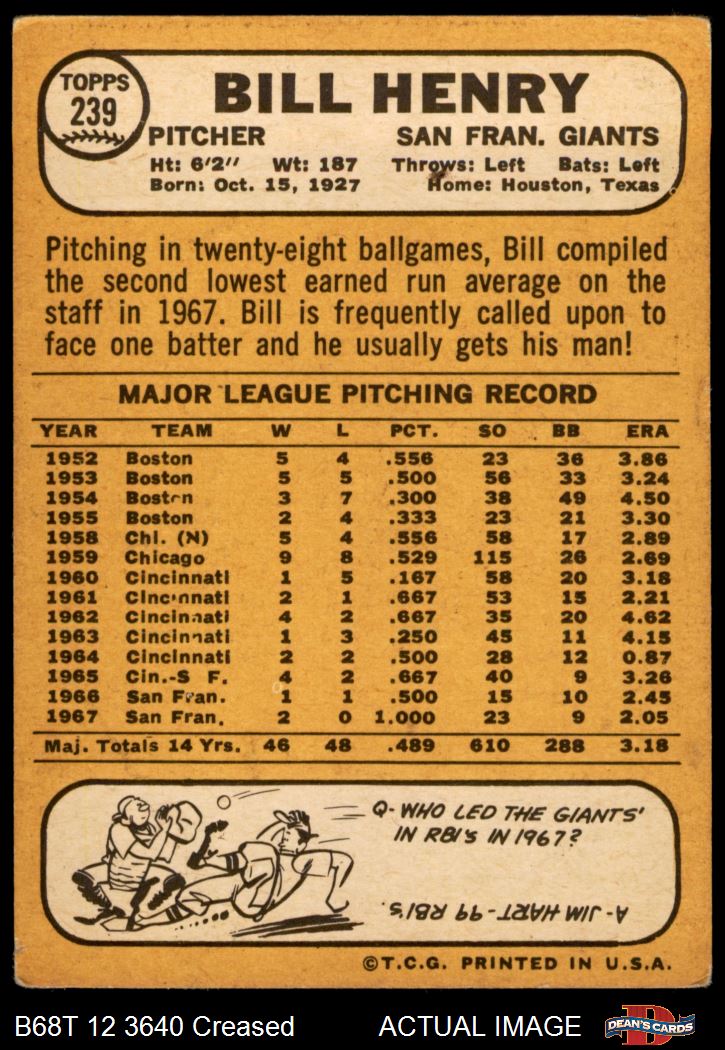 TOPPS
239
BILL HENRY
PITCHER SAN FRAN. GIANTS
Ht: 6'2" Wt: 187 Throws: Left Bats: Left
Born: Oct. 15, 1927 Home: Houston, Texas
Pitching in twenty-eight ballgames, Bill compiled
the second lowest earned run average on the
staff in 1967. Bill is frequently called upon to
face one batter and he usually gets his man!
MAJOR LEAGUE PITCHING RECORD
YEAR TEAM W L PCT. SO BB ERA
1952 Boston 5 4 .556 23 36 3.86
1953 Boston 5 5 .500 56 33 3.24
1954 Boston 3 7 .300 38 49 4.50
1955 Boston 2 4 .333 23 21 3.30
1958 Chi. (N) 5 4 .556 58 17 2.89
1959 Chicago 9 8 .529 115 26 2.69
1960 Cincinnati 1 5 .167 58 20 3.18
1961 Cincinnati 2 1 .667 53 15 2.21
1962 Cincinnati 4 2 .667 35 20 4.62
1963 Cincinnati 1 3 .250 45 11 4.15
1964 Cincinnati 2 2 .500 28 12 0.87
1965 Cin.-S F. 4 2 .667 40 9 3.26
1966 San Fran. 1 1 .500 15 10 2.45
1967 San Fran. 2 0 1.000 23 9 2.05
Maj. Totals 14 Yrs. 46 48 .489 610 288 3.18
Q- WHO LED THE GIANTS'
IN RBI'S IN 1967?
A- JIM HART- 99 RBI'S.
©T.C.G. PRINTED IN U.S.A.
B68T 12 3640 Creased ACTUAL IMAGE
D
DEAN'S CARDS